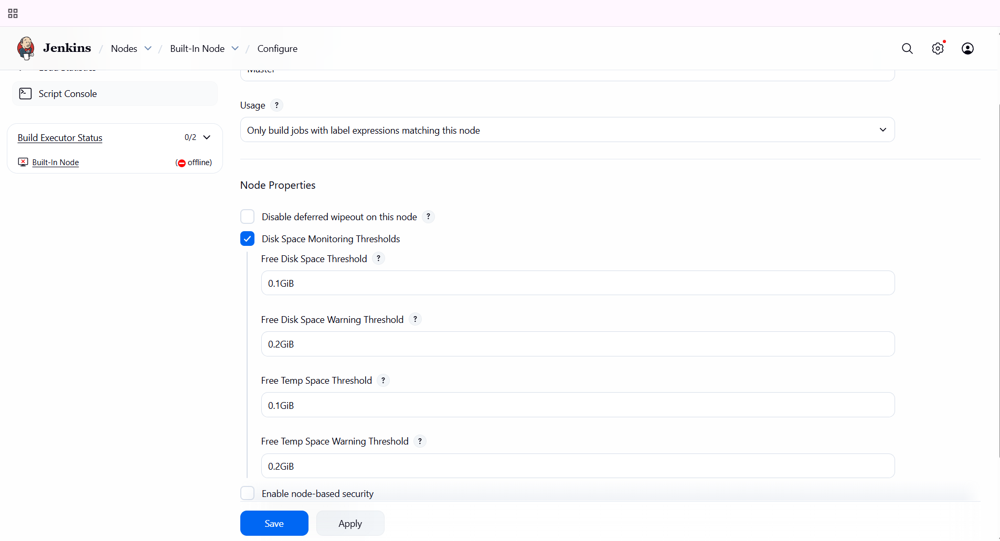 Jenkins / Nodes / Built-In Node / Configure
Master
Script Console
Usage ?
Only build jobs with label expressions matching this node
Build Executor Status 0/2
Built-In Node (offline)
Node Properties
Disable deferred wipeout on this node ?
Disk Space Monitoring Thresholds
Free Disk Space Threshold ?
0.1GiB
Free Disk Space Warning Threshold ?
0.2GiB
Free Temp Space Threshold ?
0.1GiB
Free Temp Space Warning Threshold ?
0.2GiB
Enable node-based security
Save Apply